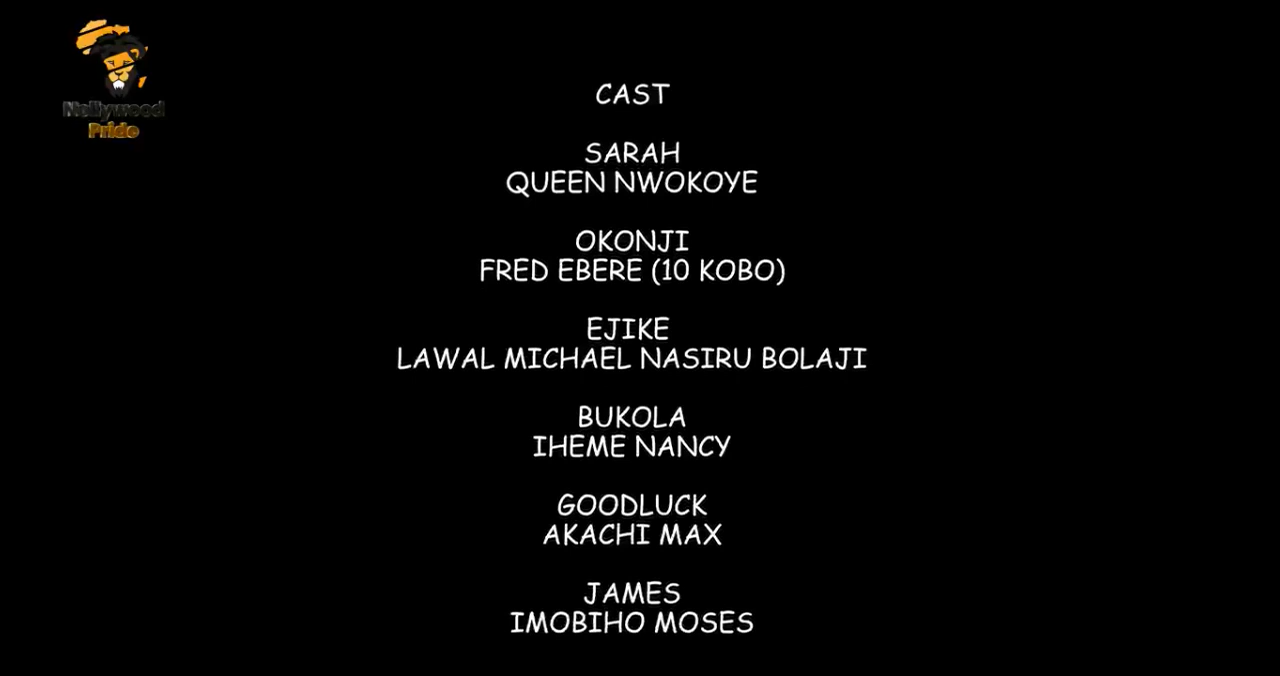 Nollywood
Pride
CAST
SARAH
QUEEN NWOKOYE
OKONJI
FRED EBERE (10 KOBO)
EJIKE
LAWAL MICHAEL NASIRU BOLAJI
BUKOLA
IHEME NANCY
GOODLUCK
AKACHI MAX
JAMES
IMOBIHO MOSES